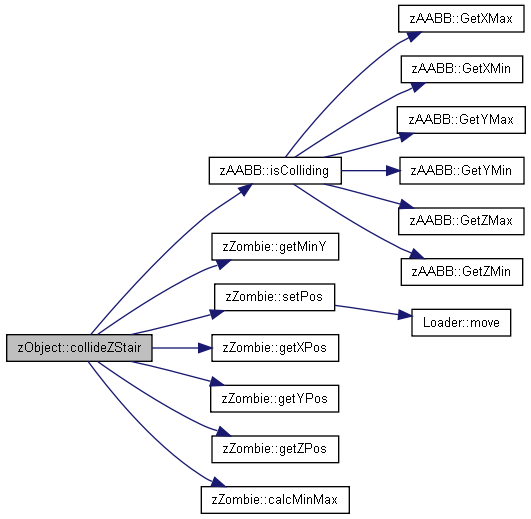 zAABB::GetXMax
zAABB::GetXMin
zAABB::GetYMax
zAABB::isColliding
zAABB::GetYMin
zAABB::GetZMax
zZombie::getMinY
zAABB::GetZMin
zZombie::setPos
Loader::move
zObject::collideZStair
zZombie::getXPos
zZombie::getYPos
zZombie::getZPos
zZombie::calcMinMax